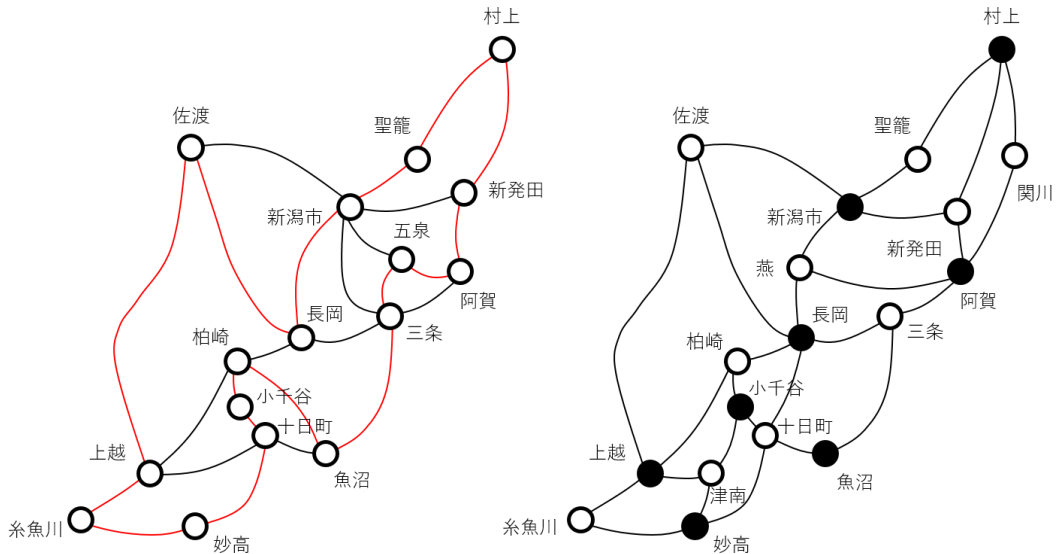 村上
佐渡
聖籠
新発田
新潟市
五泉
阿賀
長岡
三条
柏崎
小千谷
十日町
上越
魚沼
糸魚川
妙高
村上
佐渡
聖籠
関川
新潟市
新発田
燕
阿賀
長岡
三条
柏崎
小千谷
十日町
上越
魚沼
津南
糸魚川
妙高